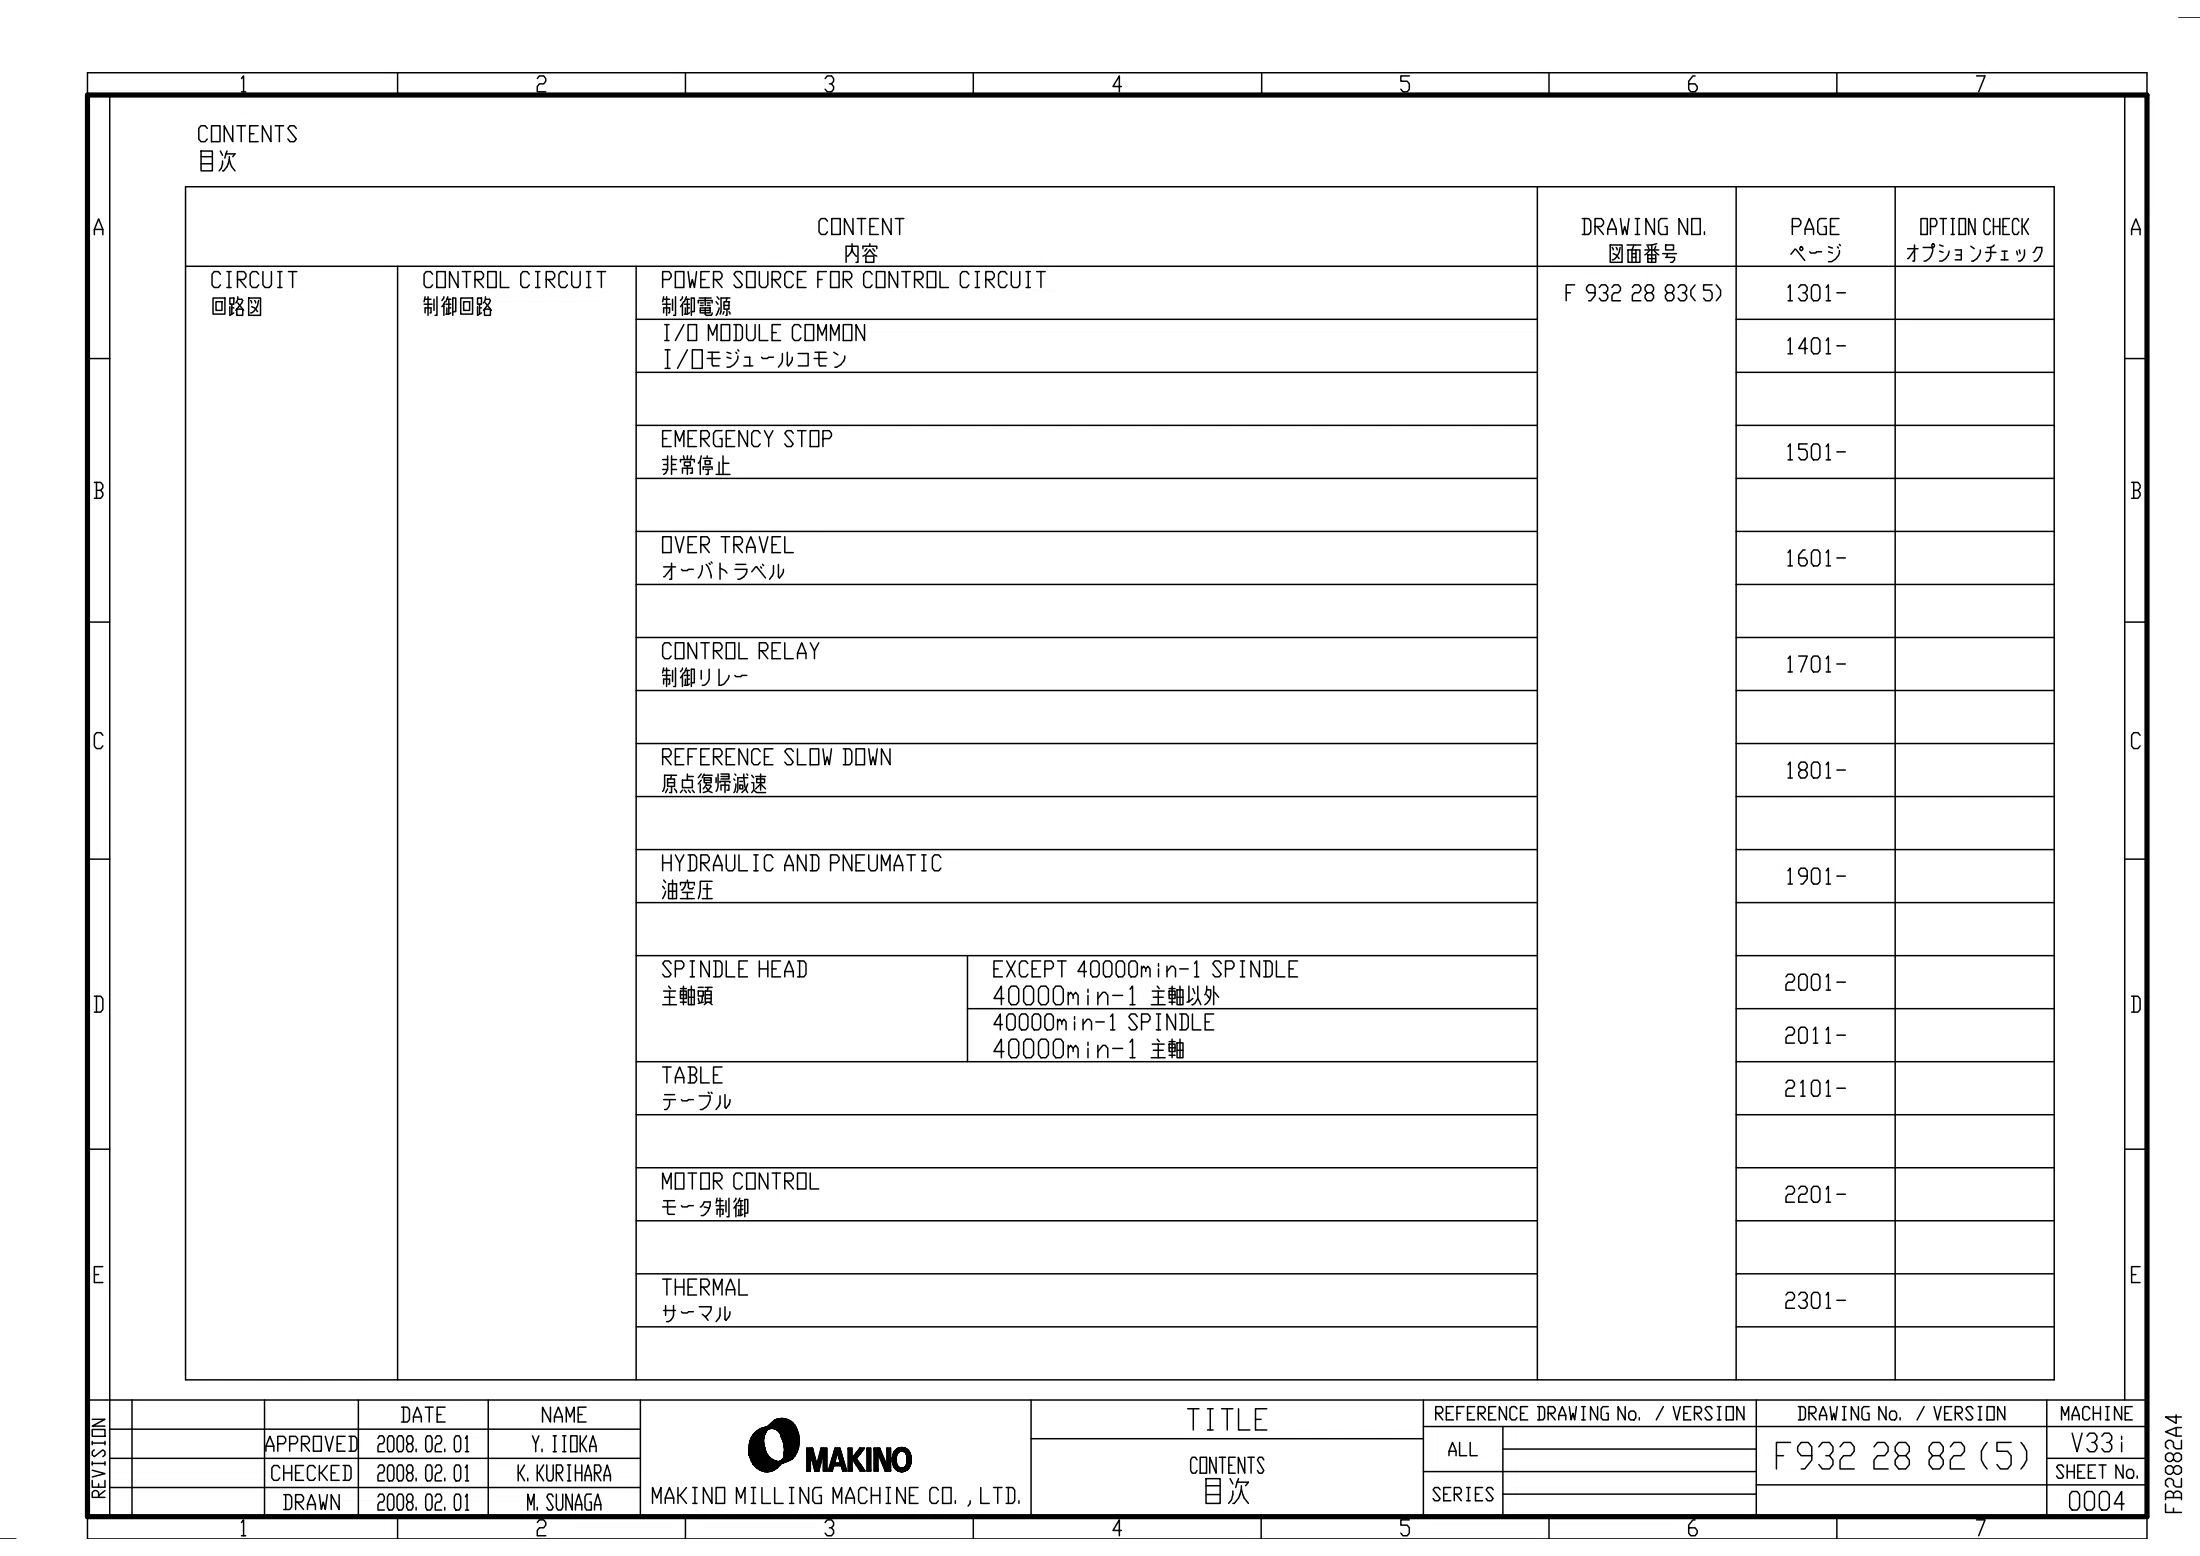 1 2 3 4 5 6 7
CONTENTS
目次
CONTENT DRAWING NO. PAGE OPTION CHECK
内容 図面番号 ページ オプションチェック
CIRCUIT CONTROL CIRCUIT POWER SOURCE FOR CONTROL CIRCUIT F 932 28 83(5) 1301-
回路図 制御回路 制御電源
I/O MODULE COMMON 1401-
I/Oモジュールコモン
EMERGENCY STOP 1501-
非常停止
OVER TRAVEL 1601-
オーバトラベル
CONTROL RELAY 1701-
制御リレー
REFERENCE SLOW DOWN 1801-
原点復帰減速
HYDRAULIC AND PNEUMATIC 1901-
油空圧
SPINDLE HEAD EXCEPT 40000min-1 SPINDLE 2001-
主軸頭 40000min-1 主軸以外
40000min-1 SPINDLE 2011-
40000min-1 主軸
TABLE 2101-
テーブル
MOTOR CONTROL 2201-
モータ制御
THERMAL 2301-
サーマル
A A
B B
C C
D D
E E
REVISION
DATE NAME
APPROVED 2008.02.01 Y. IIOKA
CHECKED 2008.02.01 K. KURIHARA
DRAWN 2008.02.01 M. SUNAGA
MAKINO
MAKINO MILLING MACHINE CO.,LTD.
TITLE
CONTENTS
目次
REFERENCE DRAWING No. / VERSION
ALL
SERIES
DRAWING No. / VERSION
F932 28 82(5)
MACHINE
V33i
SHEET No.
0004
FB2882A4
1 2 3 4 5 6 7